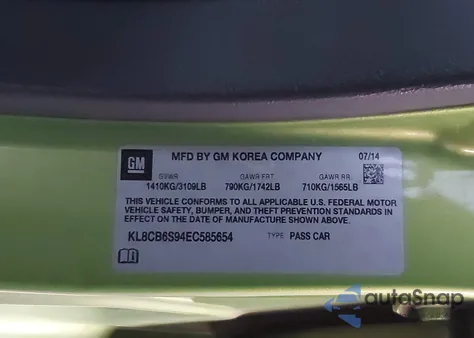 GM
MFD BY GM KOREA COMPANY
07/14
GVWR GAWR FRT GAWR RR
1410KG/3109LB 790KG/1742LB 710KG/1565LB
THIS VEHICLE CONFORMS TO ALL APPLICABLE U.S. FEDERAL MOTOR
VEHICLE SAFETY, BUMPER, AND THEFT PREVENTION STANDARDS IN
EFFECT ON THE DATE OF MANUFACTURE SHOWN ABOVE.
KL8CB6S94EC585654 TYPE PASS CAR
autoSnap